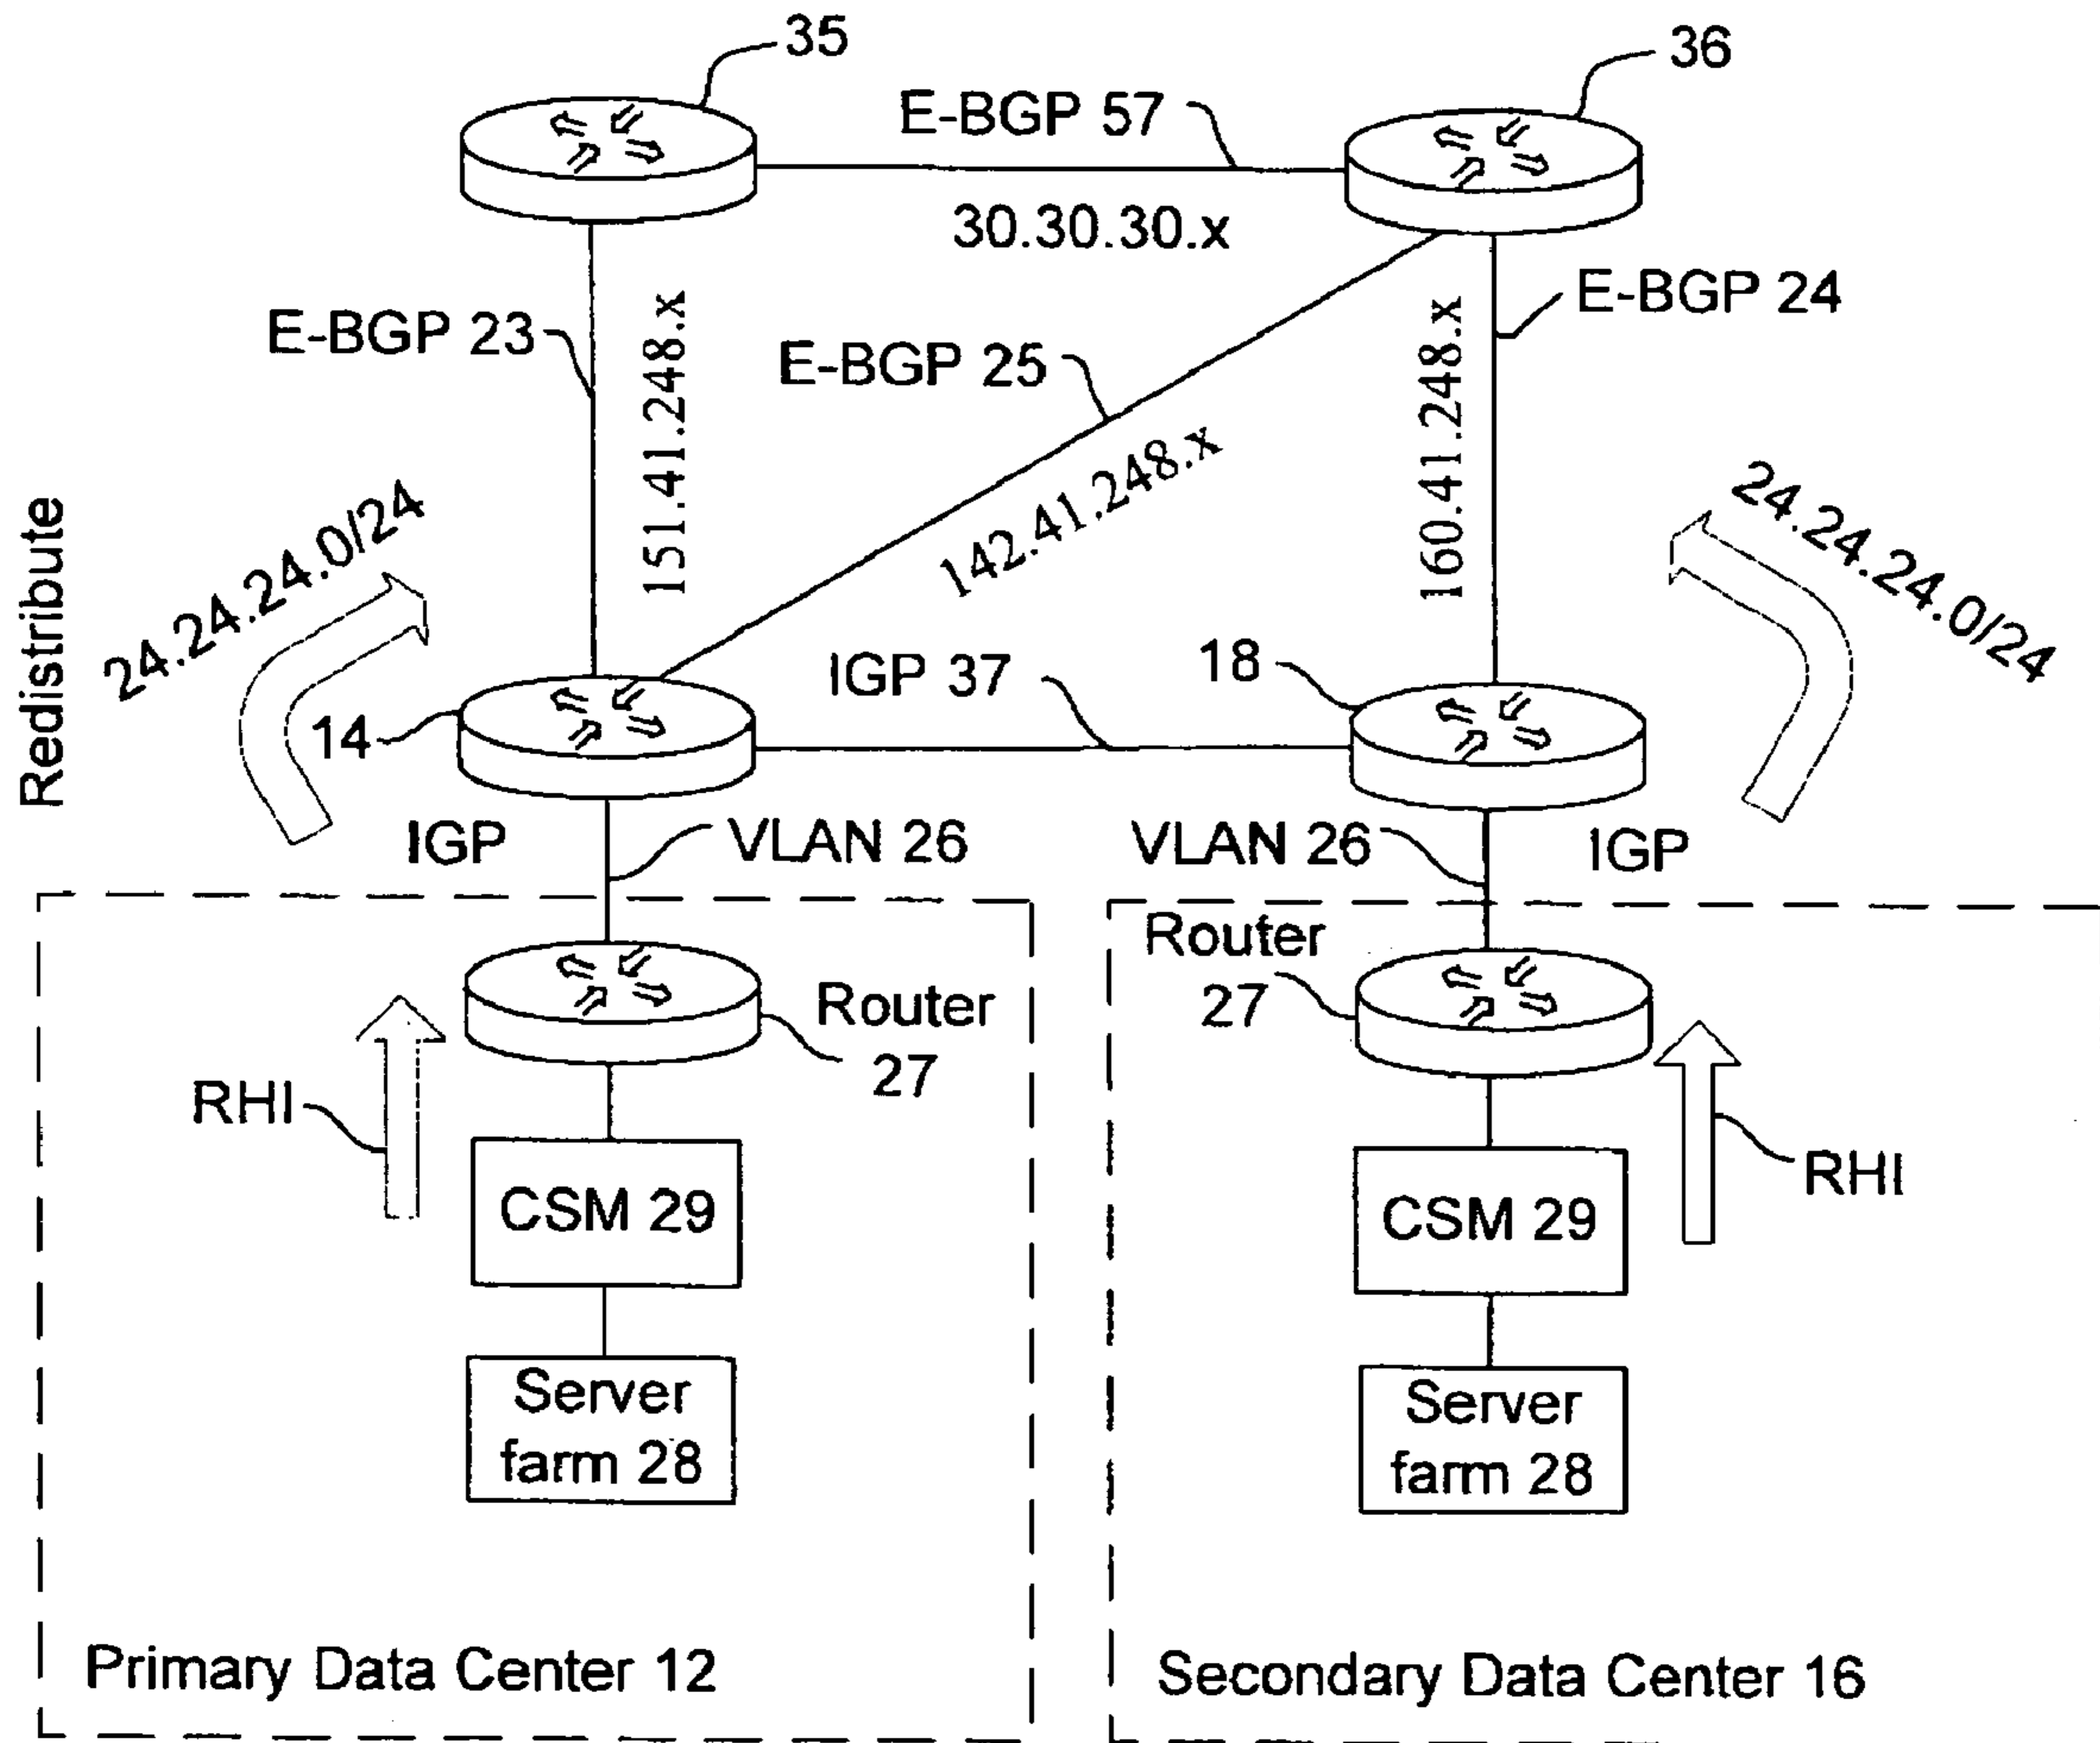 35
36
E-BGP 57
30.30.30.x
E-BGP 23
151.41.248.x
E-BGP 25
142.41.248.x
160.41.248.x
E-BGP 24
Redistribute
24.24.24.0/24
24.24.24.0/24
14
IGP 37
18
IGP
VLAN 26
VLAN 26
IGP
Router
27
Router
27
RHI
RHI
CSM 29
CSM 29
Server
farm 28
Server
farm 28
Primary Data Center 12
Secondary Data Center 16